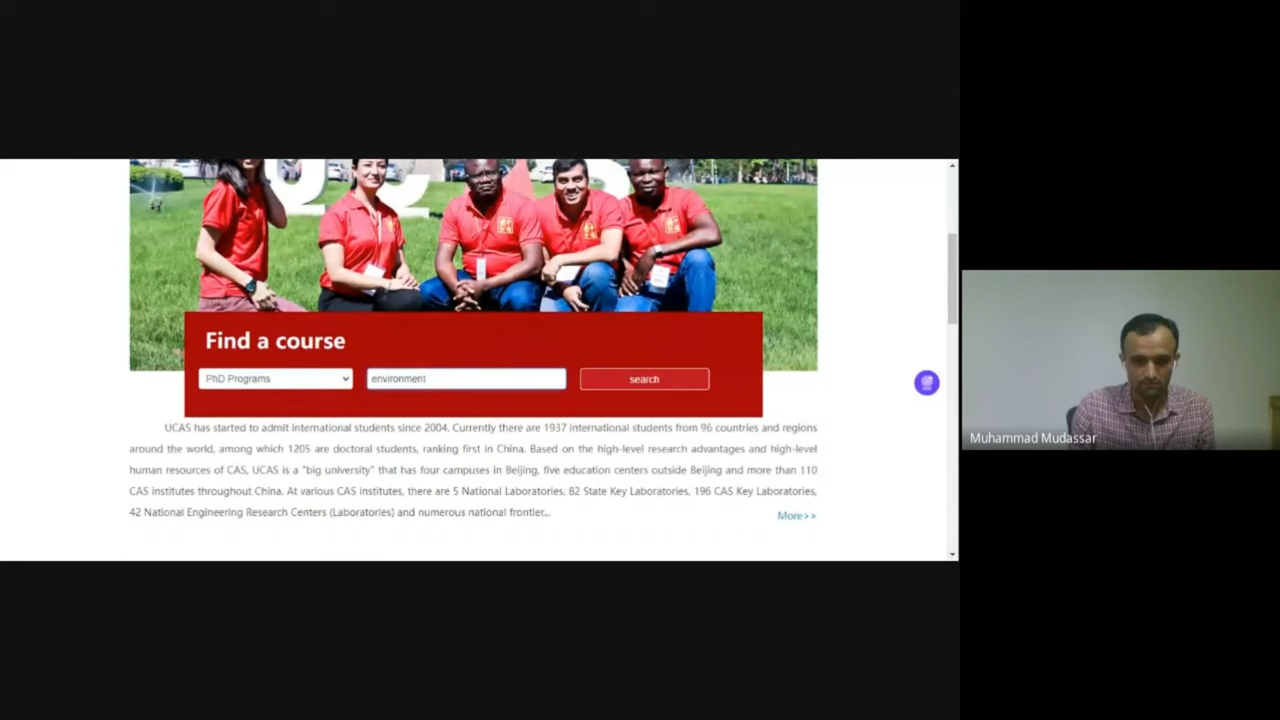 Find a course
PhD Programs
environment
search
UCAS has started to admit international students since 2004. Currently there are 1937 international students from 96 countries and regions
around the world, among which 1205 are doctoral students, ranking first in China. Based on the high-level research advantages and high-level
human resources of CAS, UCAS is a "big university" that has four campuses in Beijing, five education centers outside Beijing and more than 110
CAS institutes throughout China. At various CAS institutes, there are 5 National Laboratories, 82 State Key Laboratories, 196 CAS Key Laboratories,
42 National Engineering Research Centers (Laboratories) and numerous national frontier...
More>>
Muhammad Mudassar